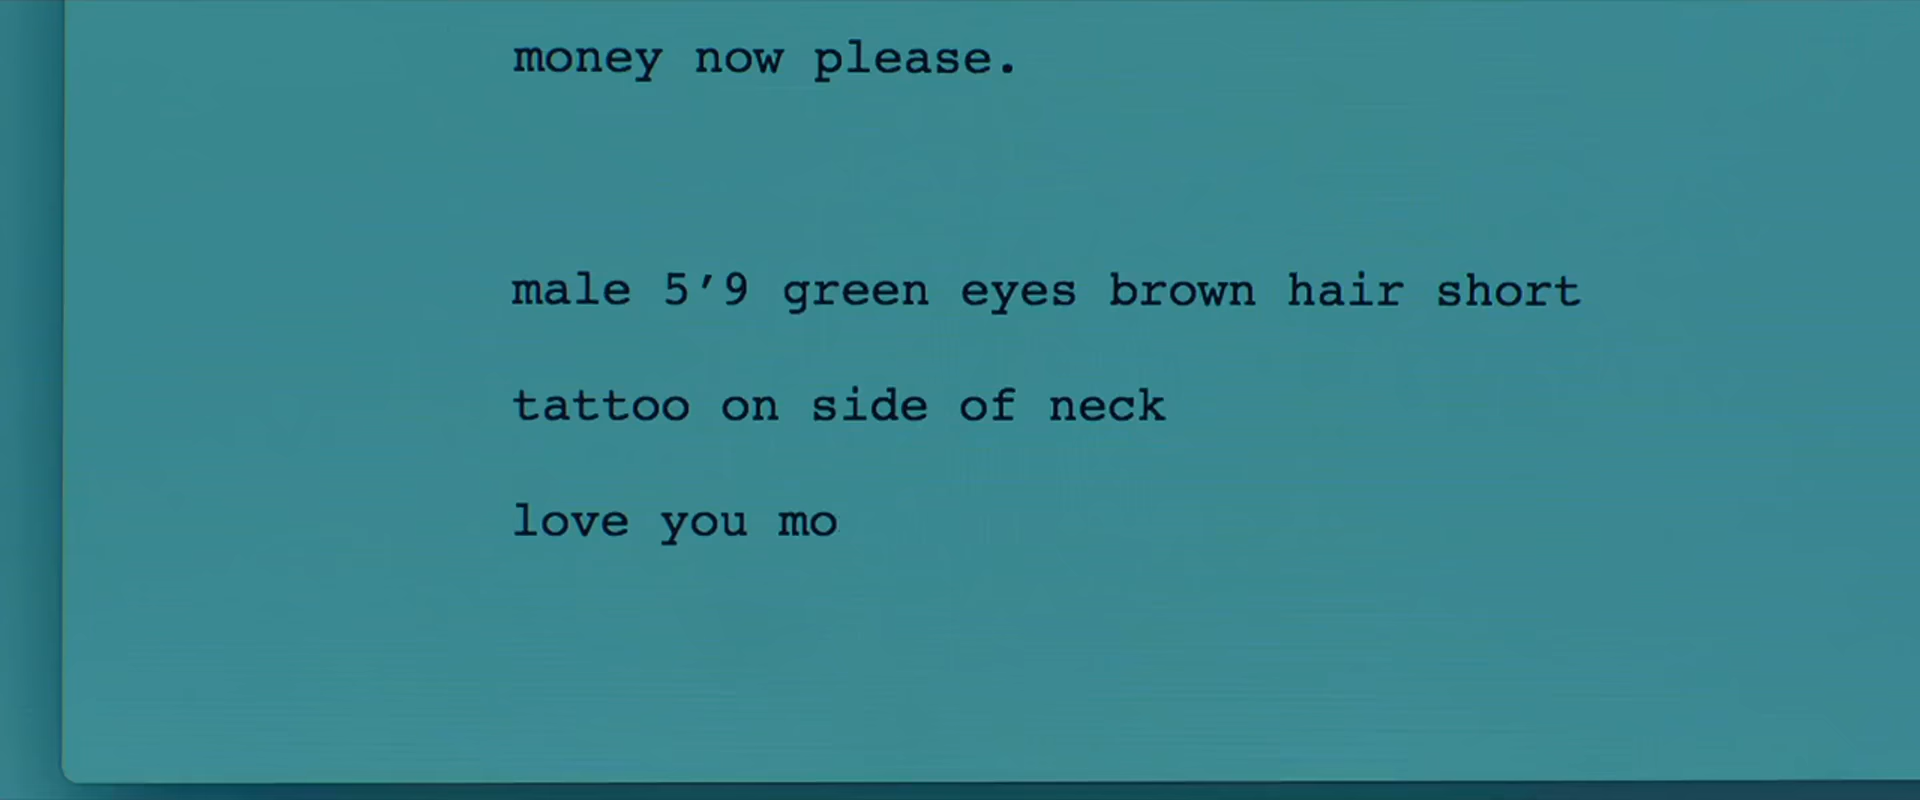 money now please.
male 5'9 green eyes brown hair short
tattoo on side of neck
love you mo